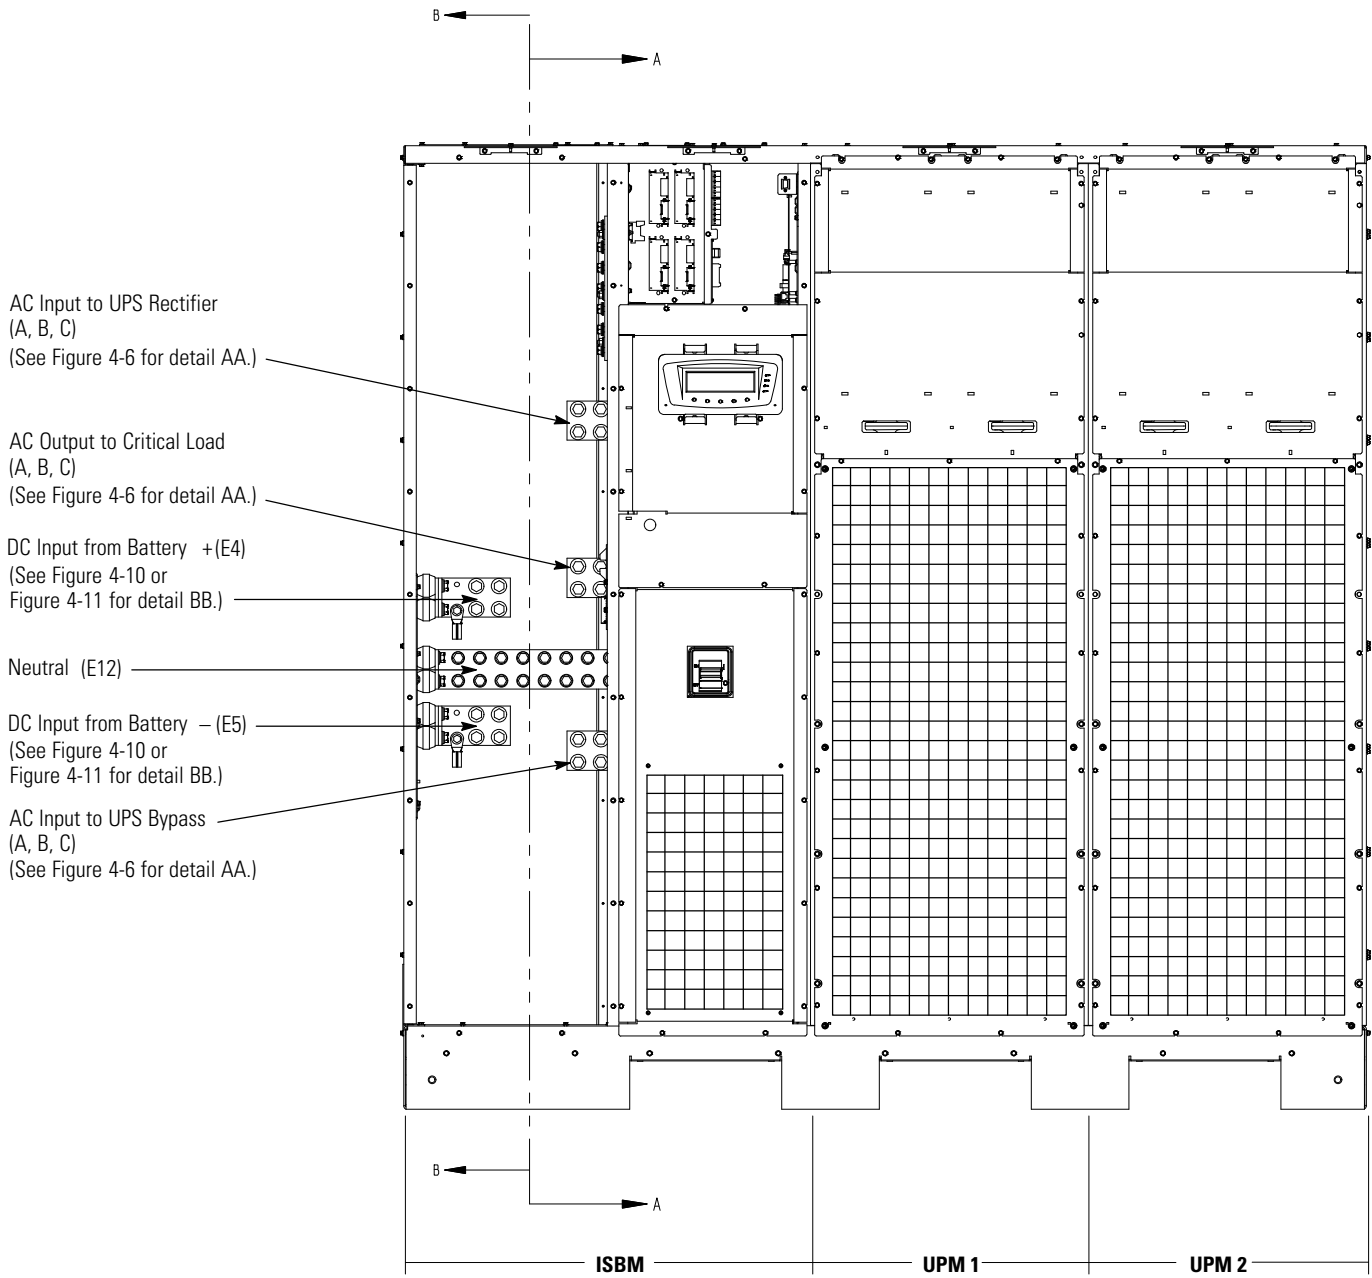 B
A
AC Input to UPS Rectifier
(A, B, C)
(See Figure 4-6 for detail AA.)
AC Output to Critical Load
(A, B, C)
(See Figure 4-6 for detail AA.)
DC Input from Battery +(E4)
(See Figure 4-10 or
Figure 4-11 for detail BB.)
Neutral (E12)
DC Input from Battery – (E5)
(See Figure 4-10 or
Figure 4-11 for detail BB.)
AC Input to UPS Bypass
(A, B, C)
(See Figure 4-6 for detail AA.)
B
A
ISBM UPM 1 UPM 2